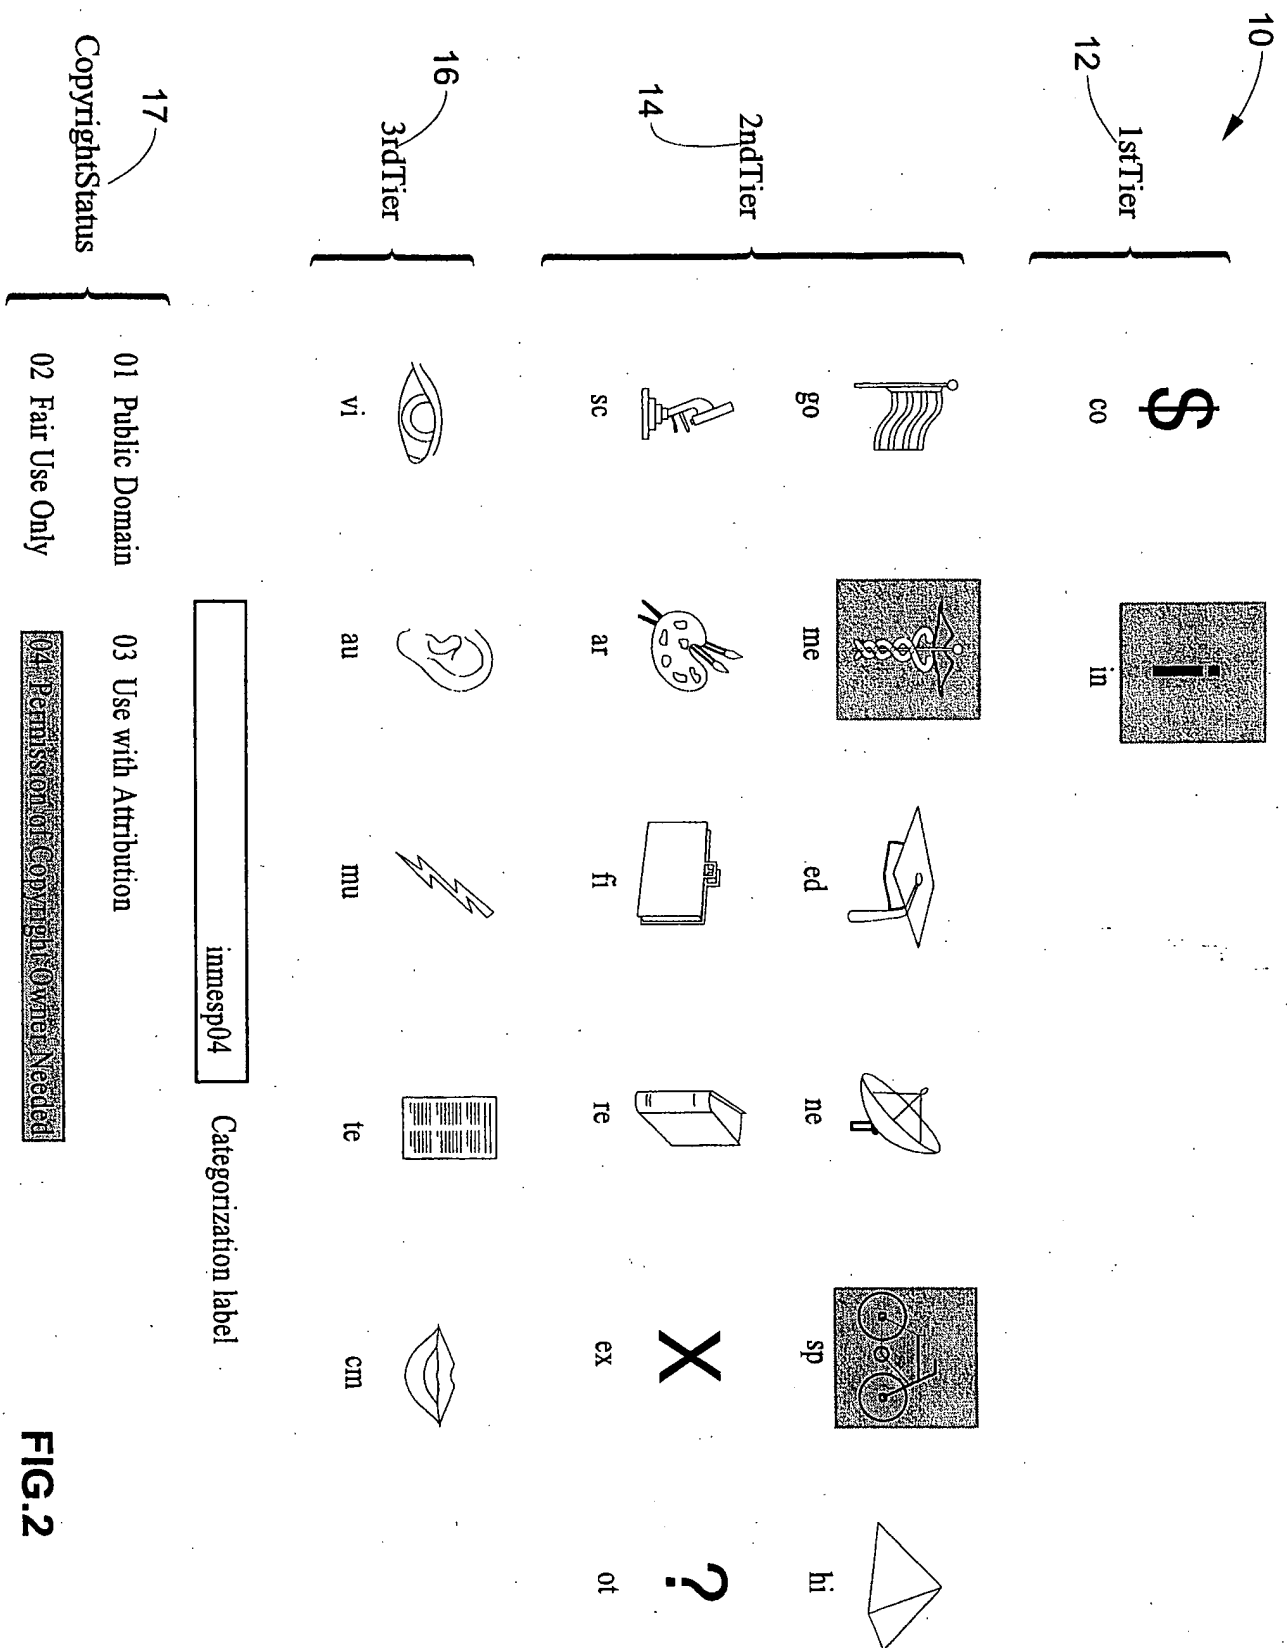 10
12
1stTier
$
i
co
in
14
2ndTier
go
me
ed
ne
sp
hi
X
?
sc
ar
fi
re
ex
ot
16
3rdTier
vi
au
mu
te
cm
inmesp04
Categorization label
17
CopyrightStatus
01 Public Domain
03 Use with Attribution
02 Fair Use Only
04 Permission of Copyright Owner Needed
FIG.2